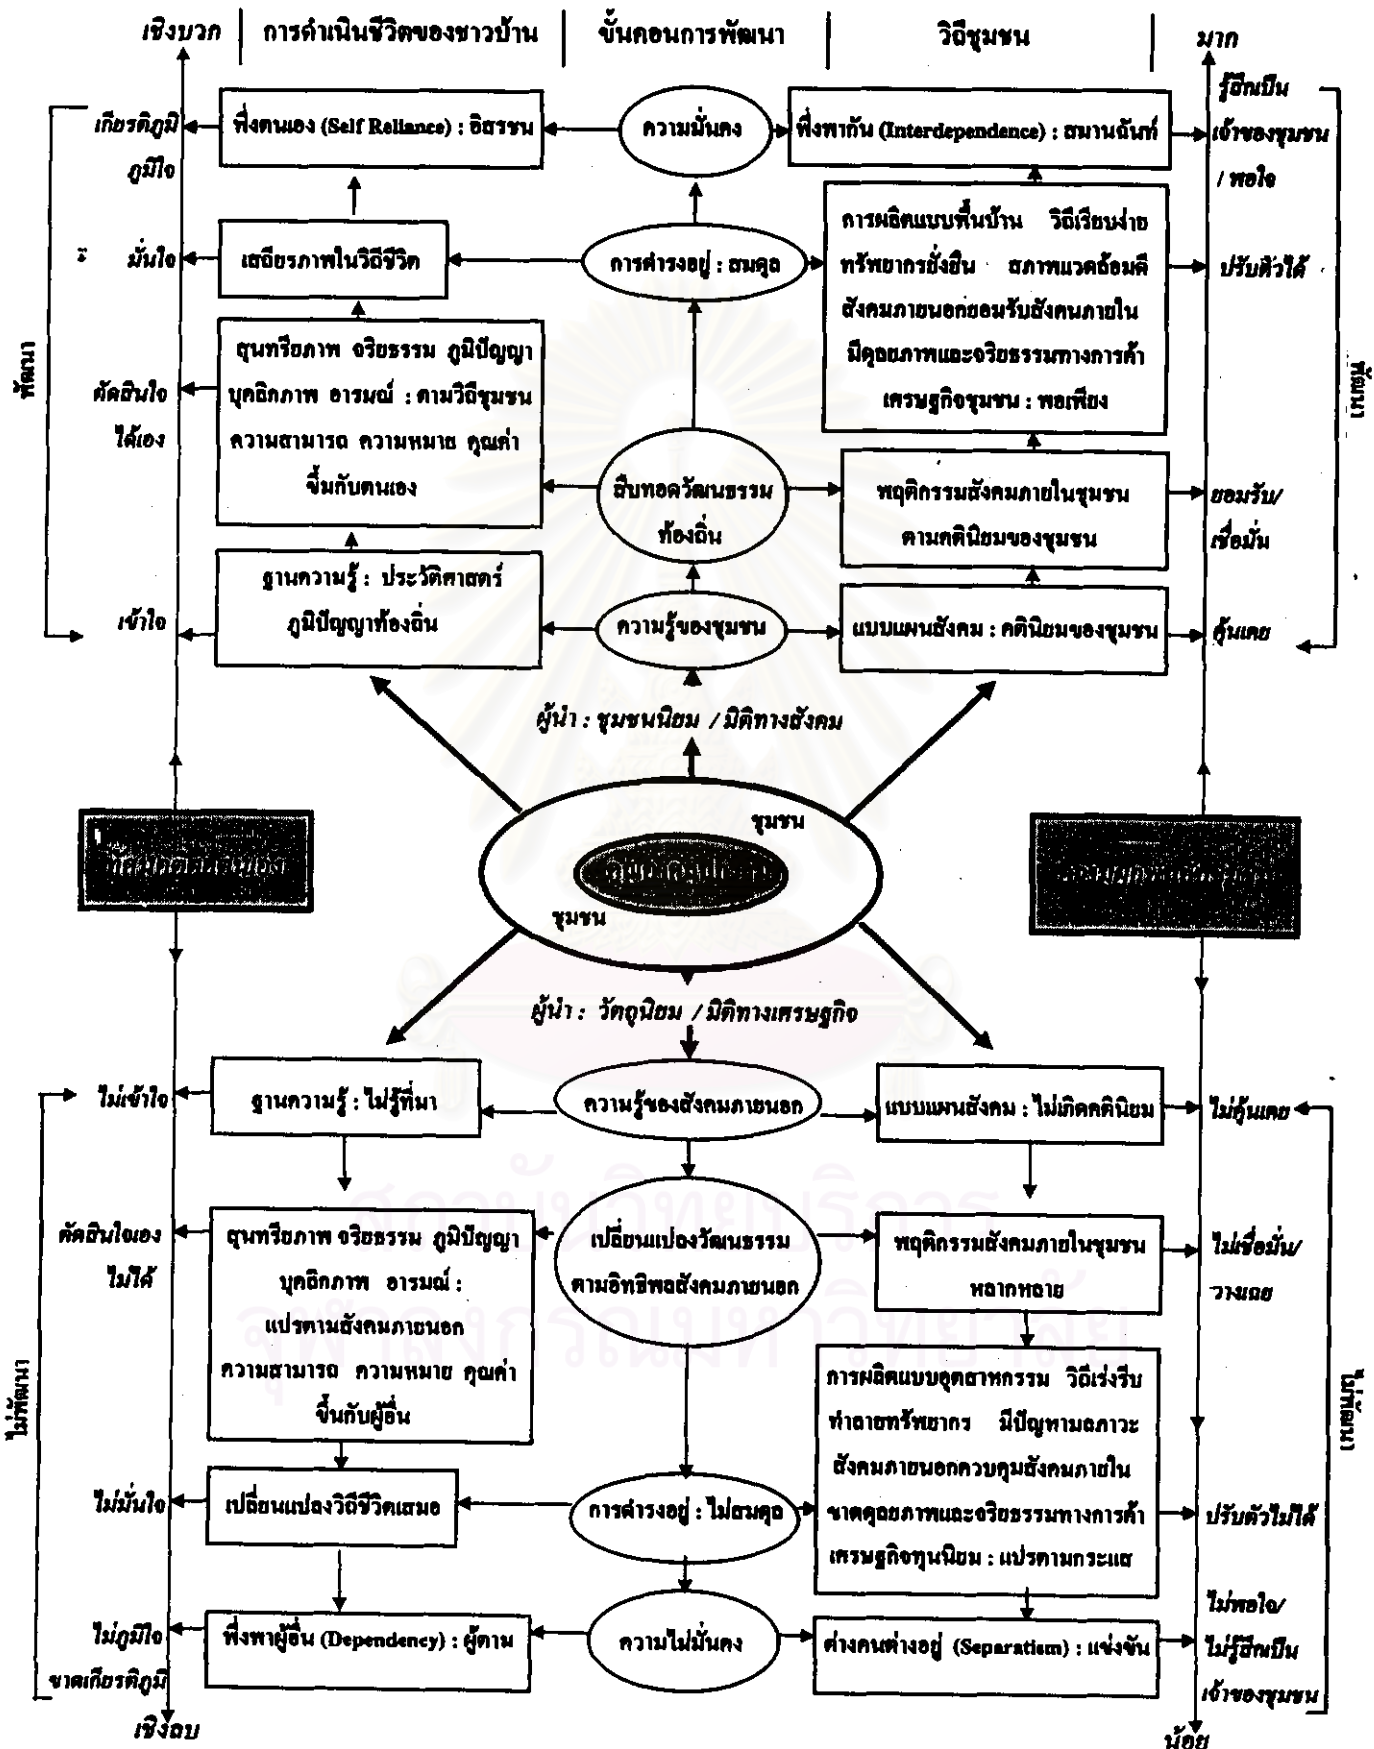 เชิงบวก
การดำเนินชีวิตของชาวบ้าน
ขั้นตอนการพัฒนา
วิถีชุมชน
มาก
เกียรติภูมิ
ภูมิใจ
พึ่งตนเอง (Self Reliance) : อิสรชน
ความมั่นคง
พึ่งพากัน (Interdependence) : สมานฉันท์
รู้สึกเป็น
เจ้าของชุมชน
/ พอใจ
มั่นใจ
เสถียรภาพในวิถีชีวิต
การดำรงอยู่ : สมดุล
การผลิตแบบพื้นบ้าน วิถีเรียบง่าย
ทรัพยากรยั่งยืน สภาพแวดล้อมดี
สังคมภายนอกยอมรับสังคมภายใน
มีดุลยภาพและจริยธรรมทางการค้า
เศรษฐกิจชุมชน : พอเพียง
ปรับตัวได้
พัฒนา
ตัดสินใจ
ได้เอง
สุนทรียภาพ จริยธรรม ภูมิปัญญา
บุคลิกภาพ อารมณ์ : ตามวิถีชุมชน
ความสามารถ ความหมาย คุณค่า
ขึ้นกับตนเอง
สืบทอดวัฒนธรรม
ท้องถิ่น
พฤติกรรมสังคมภายในชุมชน
ตามคตินิยมของชุมชน
ยอมรับ/
เชื่อมั่น
พัฒนา
เข้าใจ
ฐานความรู้ : ประวัติศาสตร์
ภูมิปัญญาท้องถิ่น
ความรู้ของชุมชน
แบบแผนสังคม : คตินิยมของชุมชน
คุ้นเคย
ผู้นำ : ชุมชนนิยม / มิติทางสังคม
ชุมชน
ชุมชน
ผู้นำ : วัตถุนิยม / มิติทางเศรษฐกิจ
ไม่เข้าใจ
ฐานความรู้ : ไม่รู้ที่มา
ความรู้ของสังคมภายนอก
แบบแผนสังคม : ไม่เกิดคตินิยม
ไม่คุ้นเคย
สถาบันวิทยบริการ
จุฬาลงกรณ์มหาวิทยาลัย
ตัดสินใจเอง
ไม่ได้
สุนทรียภาพ จริยธรรม ภูมิปัญญา
บุคลิกภาพ อารมณ์ :
แปรตามสังคมภายนอก
ความสามารถ ความหมาย คุณค่า
ขึ้นกับผู้อื่น
เปลี่ยนแปลงวัฒนธรรม
ตามอิทธิพลสังคมภายนอก
พฤติกรรมสังคมภายในชุมชน
หลากหลาย
ไม่เชื่อมั่น/
วางเฉย
ไม่พัฒนา
ไม่มั่นใจ
เปลี่ยนแปลงวิถีชีวิตเสมอ
การดำรงอยู่ : ไม่สมดุล
การผลิตแบบอุตสาหกรรม วิถีเร่งรีบ
ทำลายทรัพยากร มีปัญหามลภาวะ
สังคมภายนอกควบคุมสังคมภายใน
ขาดดุลยภาพและจริยธรรมทางการค้า
เศรษฐกิจทุนนิยม : แปรตามกระแส
ปรับตัวไม่ได้
ไม่พัฒนา
ไม่ภูมิใจ
ขาดเกียรติภูมิ
พึ่งพาผู้อื่น (Dependency) : ผู้ตาม
ความไม่มั่นคง
ต่างคนต่างอยู่ (Separatism) : แข่งขัน
ไม่พอใจ/
ไม่รู้สึกเป็น
เจ้าของชุมชน
เชิงลบ
น้อย